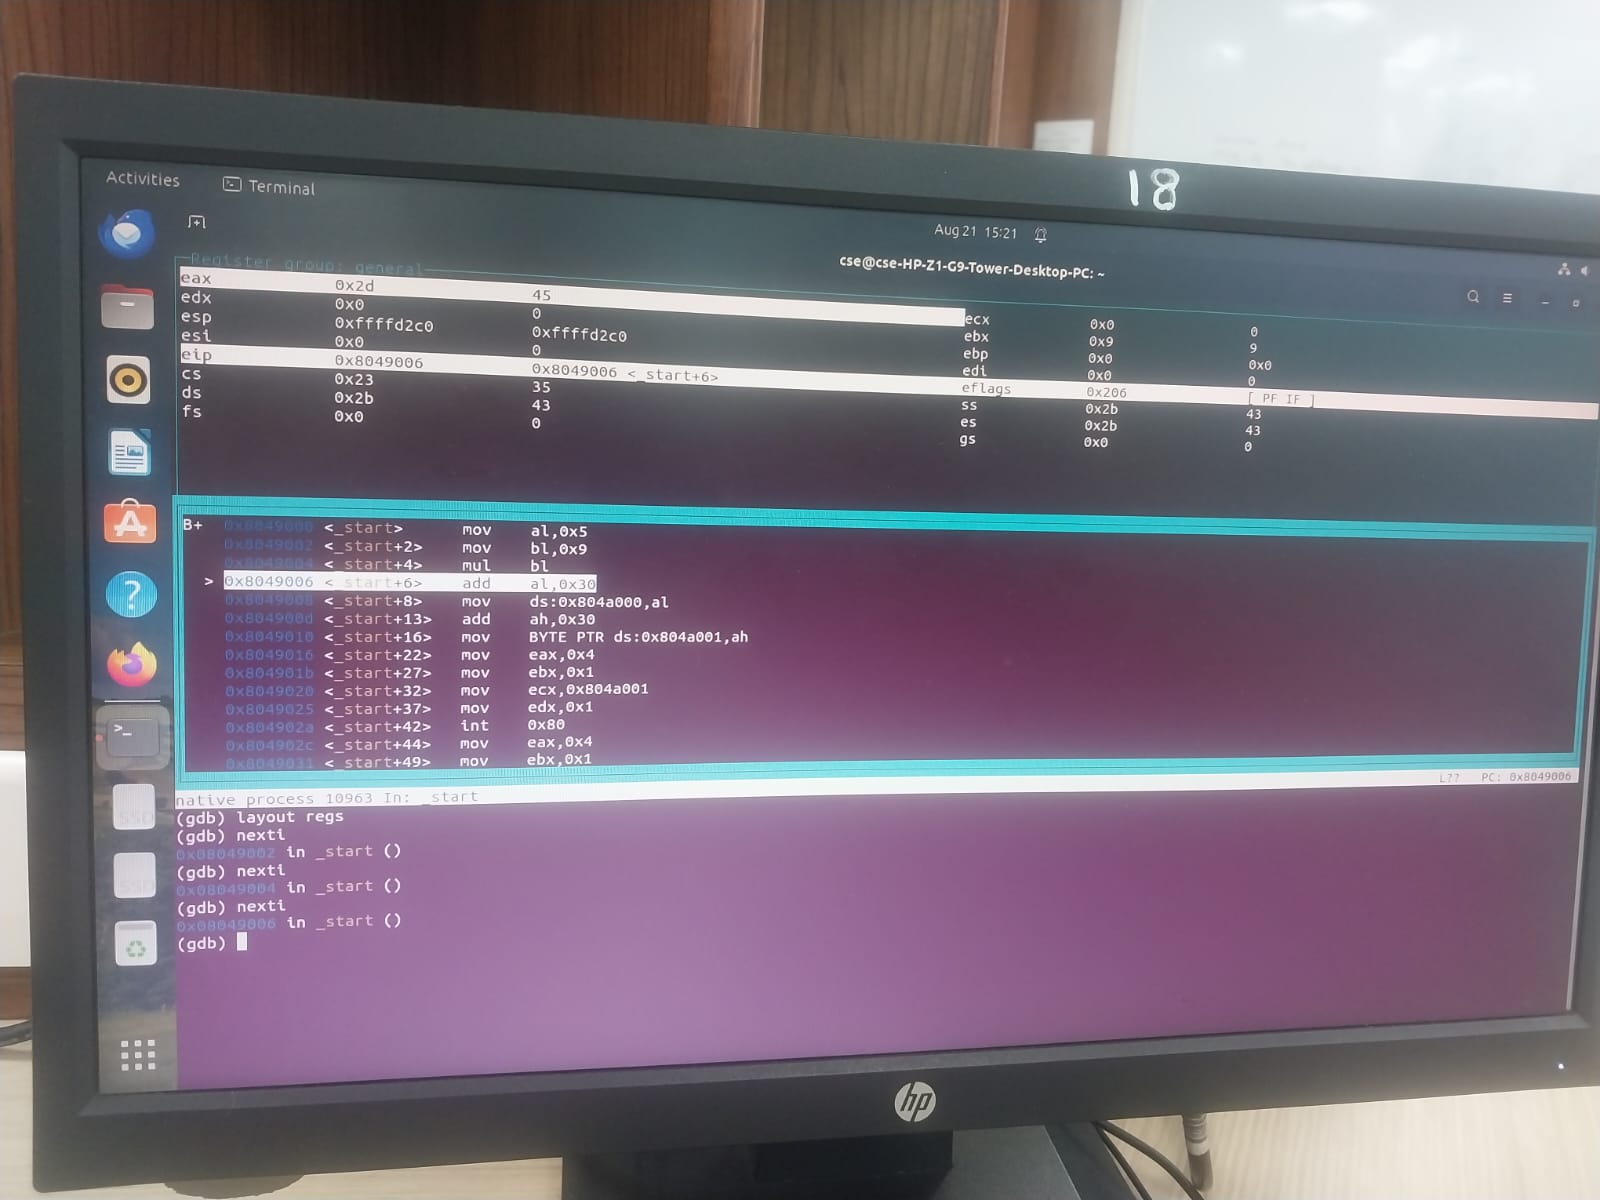 18
Activities
Terminal
Aug 21 15:21
cse@cse-HP-Z1-G9-Tower-Desktop-PC: ~
Register group: general
eax 0x2d 45 ecx 0x0 0
edx 0x0 0 ebx 0x9 9
esp 0xffffd2c0 0xffffd2c0 ebp 0x0 0x0
esi 0x0 0 edi 0x0 0
eip 0x8049006 0x8049006 <_start+6> eflags 0x206 [ PF IF ]
cs 0x23 35 ss 0x2b 43
ds 0x2b 43 es 0x2b 43
fs 0x0 0 gs 0x0 0
B+ 0x8049000 <_start> mov al,0x5
0x8049002 <_start+2> mov bl,0x9
0x8049004 <_start+4> mul bl
> 0x8049006 <_start+6> add al,0x30
0x8049008 <_start+8> mov ds:0x804a000,al
0x804900d <_start+13> add ah,0x30
0x8049010 <_start+16> mov BYTE PTR ds:0x804a001,ah
0x8049016 <_start+22> mov eax,0x4
0x804901b <_start+27> mov ebx,0x1
0x8049020 <_start+32> mov ecx,0x804a001
0x8049025 <_start+37> mov edx,0x1
0x804902a <_start+42> int 0x80
0x804902c <_start+44> mov eax,0x4
0x8049031 <_start+49> mov ebx,0x1
native process 10963 In: _start L?? PC: 0x8049006
(gdb) layout regs
(gdb) nexti
0x08049002 in _start ()
(gdb) nexti
0x08049004 in _start ()
(gdb) nexti
0x08049006 in _start ()
(gdb)
SSD
SSD
hp